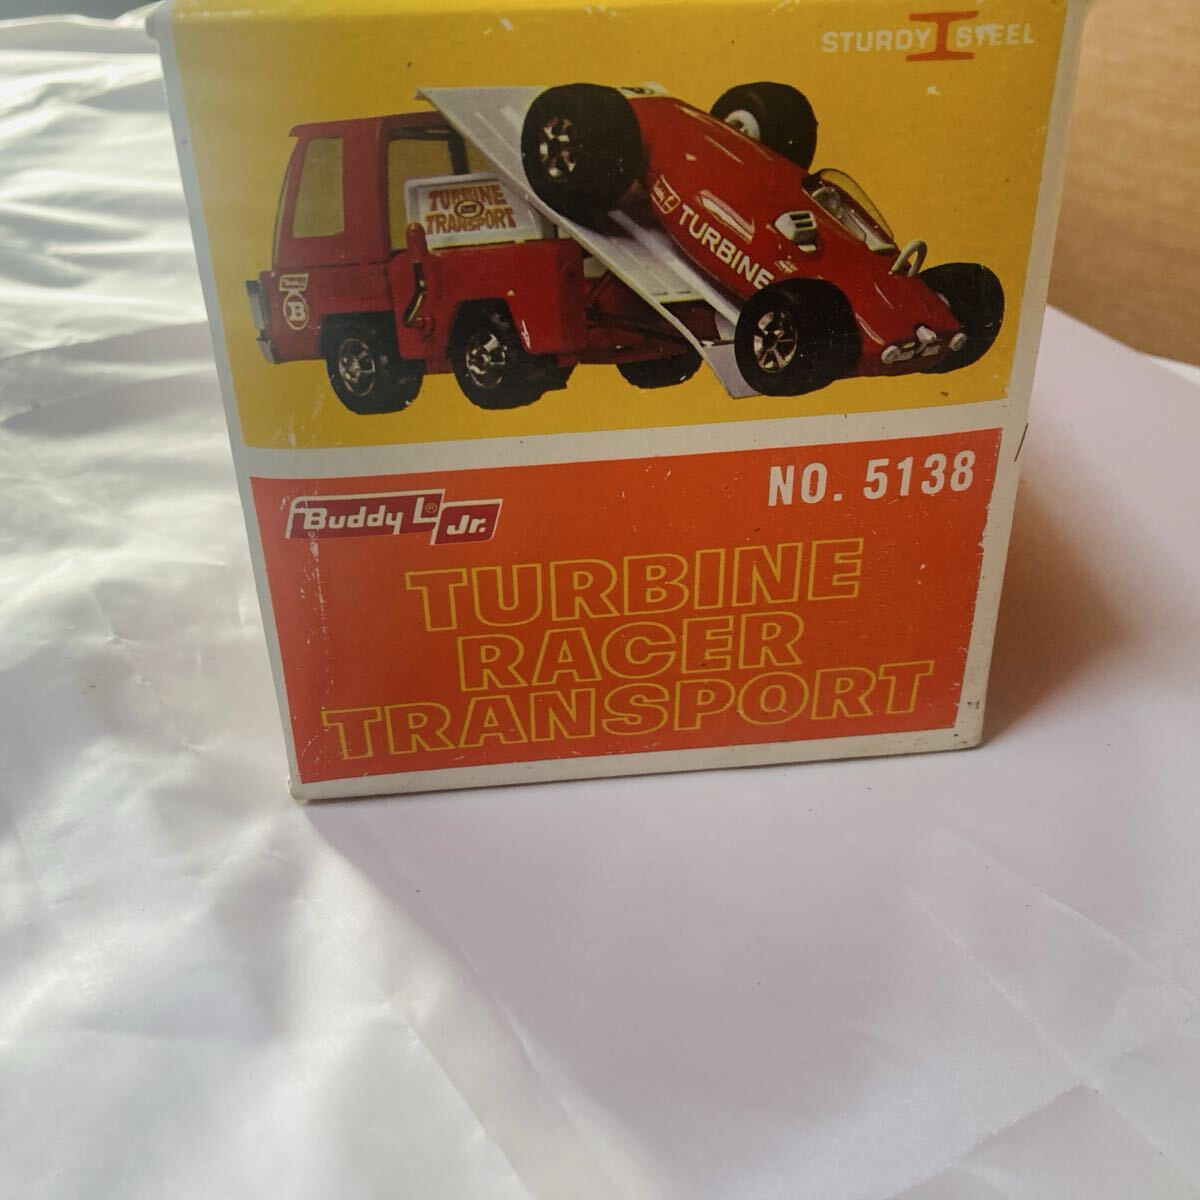 STURDY STEEL
TURBINE
TRANSPORT
TURBINE
B
NO. 5138
Buddy L® Jr.
TURBINE
RACER
TRANSPORT